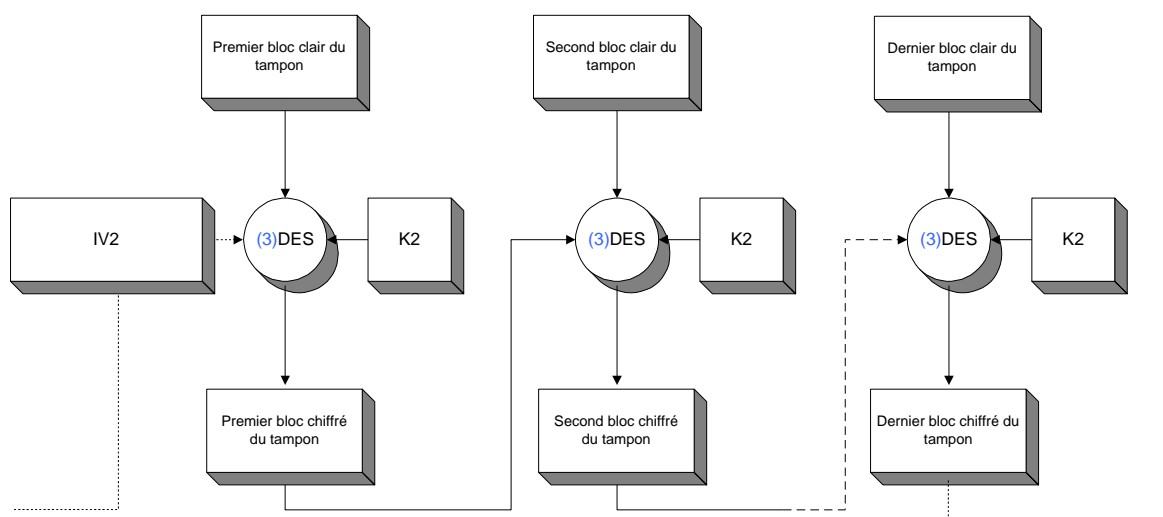 Premier bloc clair du
tampon
Second bloc clair du
tampon
Dernier bloc clair du
tampon
IV2
(3)DES
K2
(3)DES
K2
(3)DES
K2
Premier bloc chiffré
du tampon
Second bloc chiffré
du tampon
Dernier bloc chiffré du
tampon